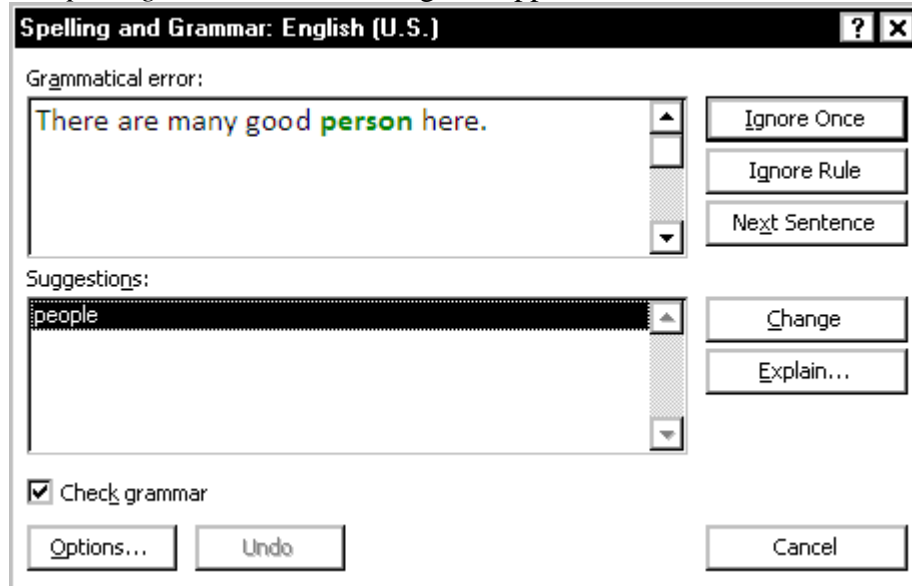 Spelling and Grammar: English (U.S.)
Grammatical error:
There are many good person here.
Ignore Once
Ignore Rule
Next Sentence
Suggestions:
people
Change
Explain...
Check grammar
Options...
Undo
Cancel